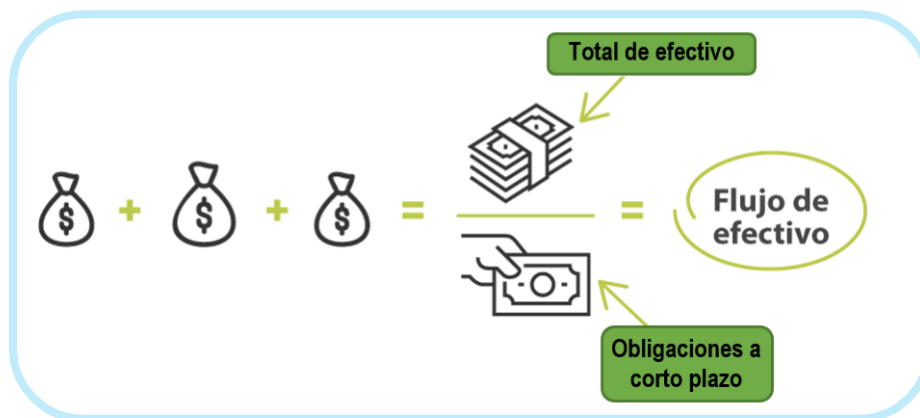 Total de efectivo
$ + $ + $ = = Flujo de
efectivo
Obligaciones a
corto plazo